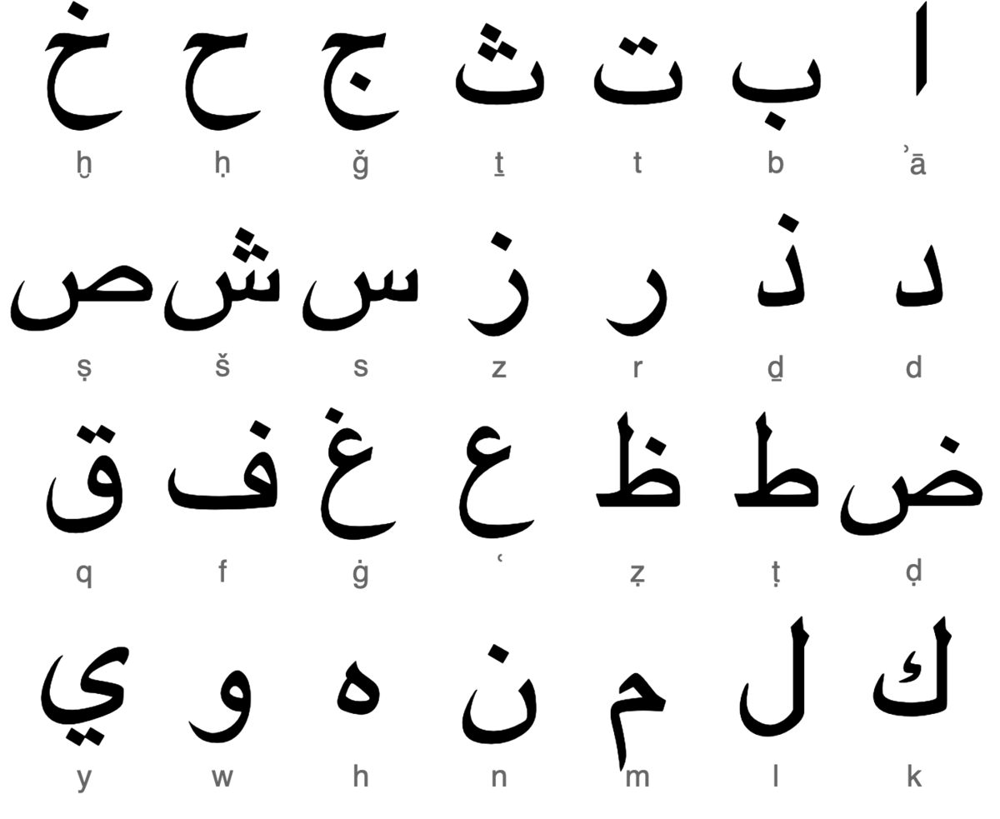 ا ب ت ث ج ح خ
ʾā b t ṯ ǧ ḥ ḫ
د ذ ر ز س ش ص
d ḏ r z s š ṣ
ض ط ظ ع غ ف ق
ḍ ṭ ẓ ʿ ġ f q
ك ل م ن ه و ي
k l m n h w y